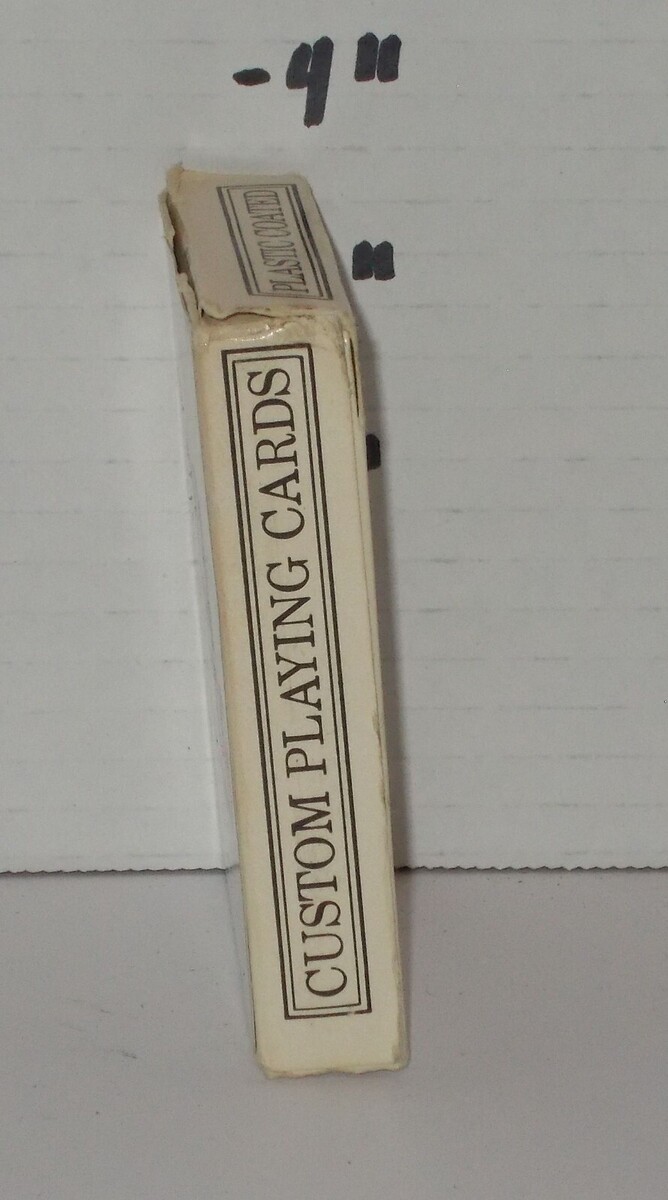 -4"
"
PLASTIC COATED
CUSTOM PLAYING CARDS